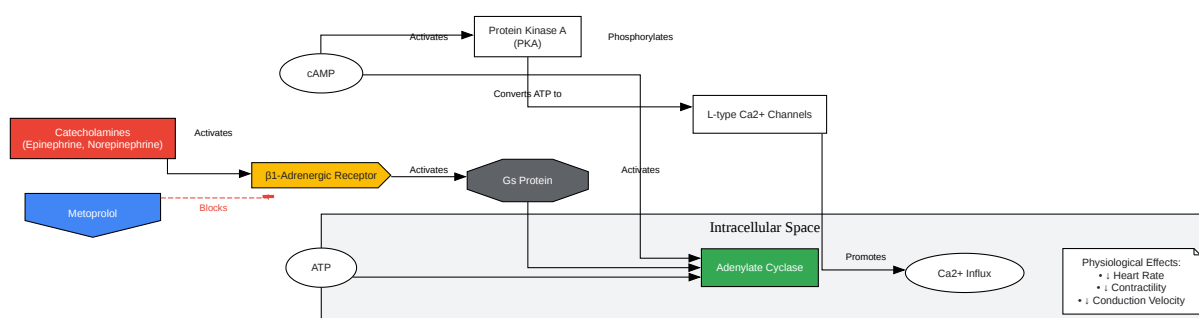 Protein Kinase A
(PKA)
Activates
Phosphorylates
cAMP
Converts ATP to
L-type Ca2+ Channels
Catecholamines
(Epinephrine, Norepinephrine)
Activates
β1-Adrenergic Receptor
Activates
Gs Protein
Activates
Metoprolol
Blocks
Intracellular Space
ATP
Adenylate Cyclase
Promotes
Ca2+ Influx
Physiological Effects:
• ↓ Heart Rate
• ↓ Contractility
• ↓ Conduction Velocity